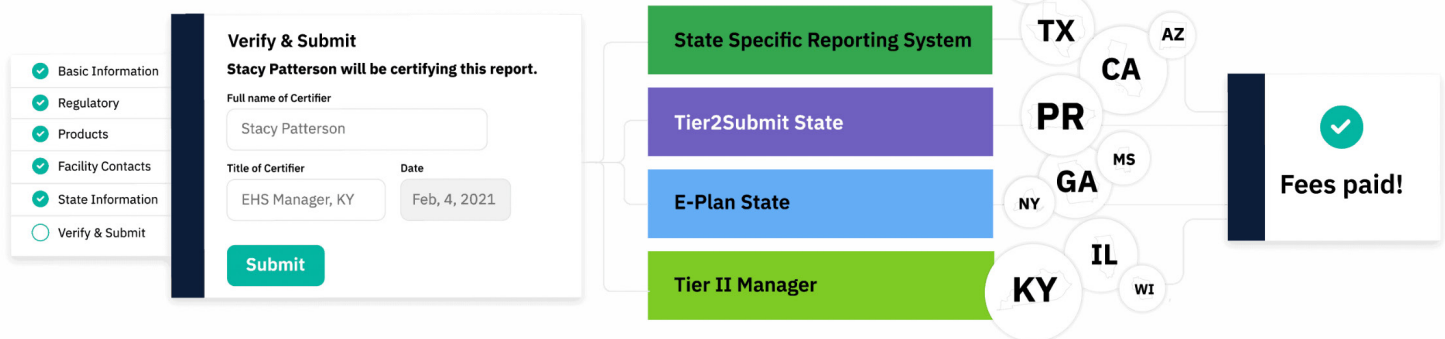 Basic Information
Regulatory
Products
Facility Contacts
State Information
Verify & Submit
Verify & Submit
Stacy Patterson will be certifying this report.
Full name of Certifier
Stacy Patterson
Title of Certifier
Date
EHS Manager, KY
Feb, 4, 2021
Submit
State Specific Reporting System
Tier2Submit State
E-Plan State
Tier II Manager
TX
AZ
CA
PR
MS
GA
NY
IL
KY
WI
Fees paid!